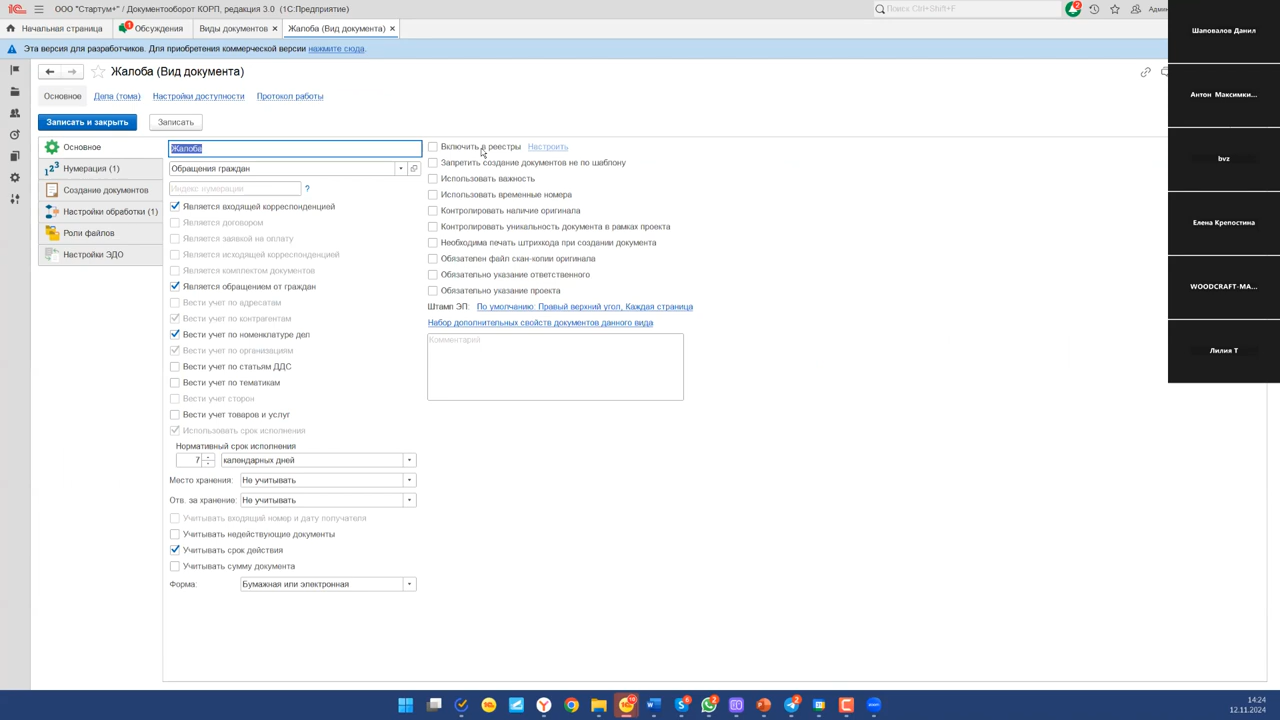 ООО "Стартум+" / Документооборот КОРП, редакция 3.0 (1С:Предприятие)
Поиск Ctrl+Shift+F
2
Начальная страница
1
Обсуждения
Виды документов ×
Жалоба (Вид документа) ×
Эта версия для разработчиков. Для приобретения коммерческой версии нажмите сюда.
Жалоба (Вид документа)
Основное
Дела (тома)
Настройки доступности
Протокол работы
Записать и закрыть
Записать
Основное
Нумерация (1)
Создание документов
Настройки обработки (1)
Роли файлов
Настройки ЭДО
Жалоба
Обращения граждан
Индекс нумерации
?
Является входящей корреспонденцией
Является договором
Является заявкой на оплату
Является исходящей корреспонденцией
Является комплектом документов
Является обращением от граждан
Вести учет по адресатам
Вести учет по контрагентам
Вести учет по номенклатуре дел
Вести учет по организациям
Вести учет по статьям ДДС
Вести учет по тематикам
Вести учет сторон
Вести учет товаров и услуг
Использовать срок исполнения
Нормативный срок исполнения
7
календарных дней
Место хранения: Не учитывать
Отв. за хранение: Не учитывать
Учитывать входящий номер и дату получателя
Учитывать недействующие документы
Учитывать срок действия
Учитывать сумму документа
Форма: Бумажная или электронная
Включить в реестры Настроить
Запретить создание документов не по шаблону
Использовать важность
Использовать временные номера
Контролировать наличие оригинала
Контролировать уникальность документа в рамках проекта
Необходима печать штрихкода при создании документа
Обязателен файл скан-копии оригинала
Обязательно указание ответственного
Обязательно указание проекта
Штамп ЭП: По умолчанию: Правый верхний угол, Каждая страница
Набор дополнительных свойств документов данного вида
Комментарий
Шаповалов Данил
Антон Максимки...
bvz
Елена Крепостина
WOODCRAFT-MA...
Лилия Т
14:24
12.11.2024